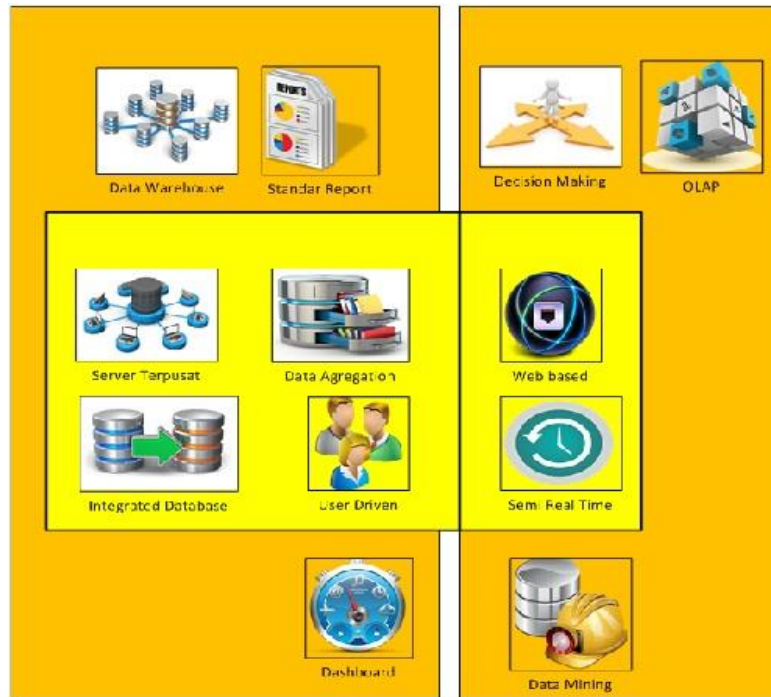 REPORTS
Data Warehouse
Standar Report
Decision Making
OLAP
Server Terpusat
Data Agregation
Web based
Integrated Database
User Driven
Semi Real Time
Dashboard
Data Mining